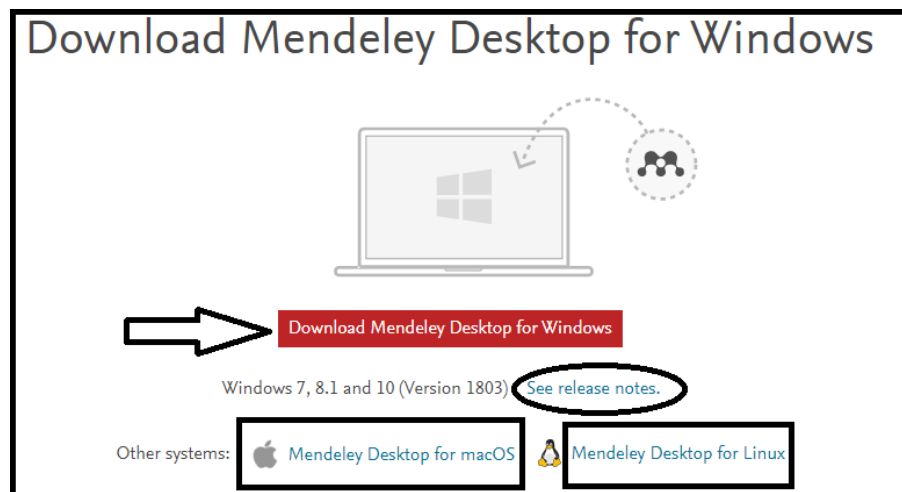 Download Mendeley Desktop for Windows
Download Mendeley Desktop for Windows
Windows 7, 8.1 and 10 (Version 1803) See release notes.
Other systems: Mendeley Desktop for macOS Mendeley Desktop for Linux